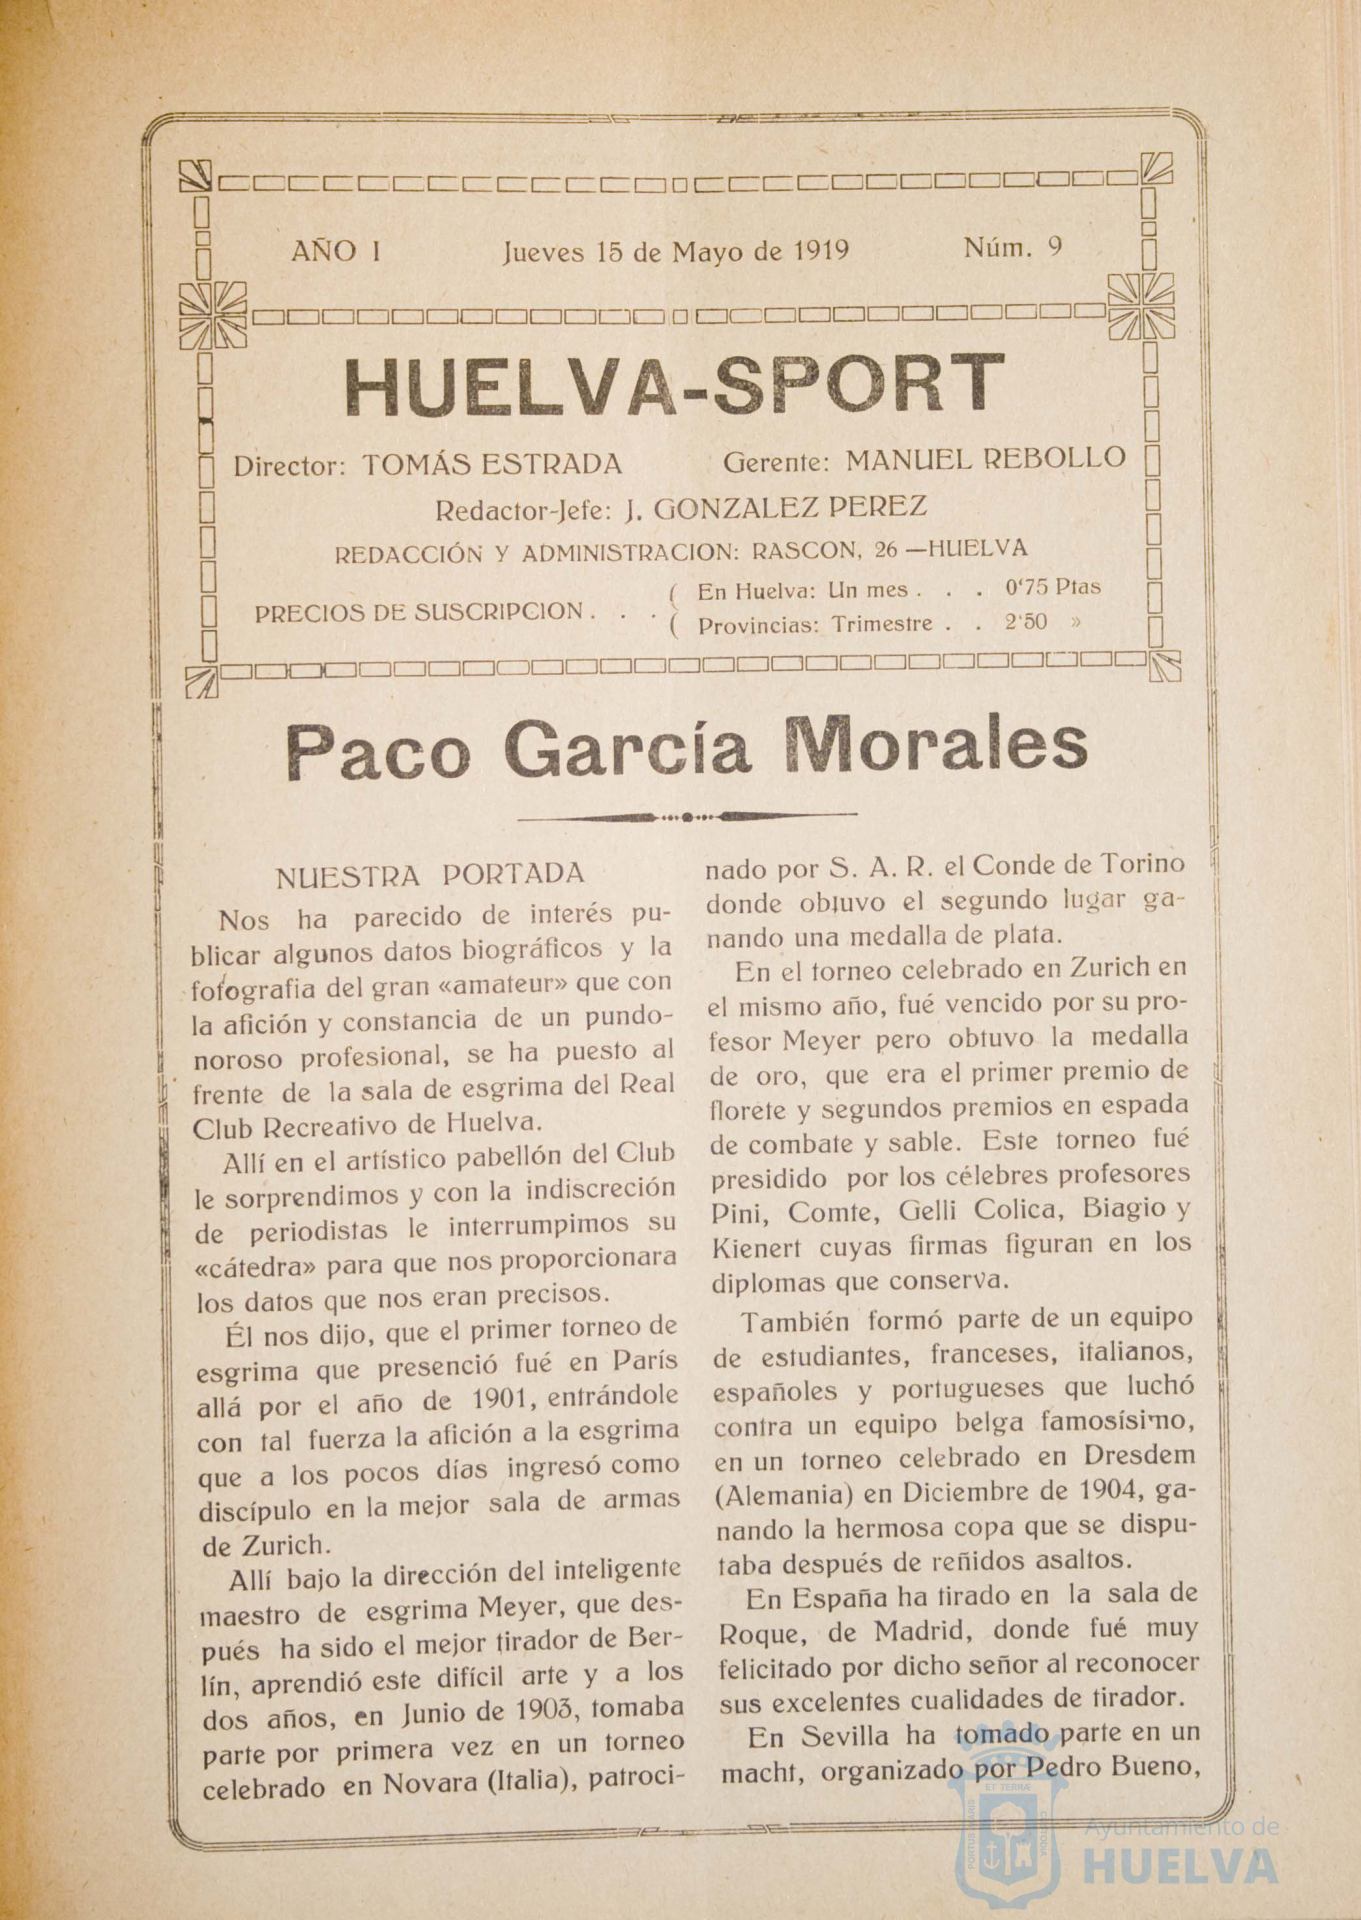 AÑO I Jueves 15 de Mayo de 1919 Núm. 9
HUELVA-SPORT
Director: TOMÁS ESTRADA Gerente: MANUEL REBOLLO
Redactor-Jefe: J. GONZALEZ PEREZ
REDACCIÓN Y ADMINISTRACION: RASCON, 26 —HUELVA
PRECIOS DE SUSCRIPCION . . .
( En Huelva: Un mes . . . 0‘75 Ptas
( Provincias: Trimestre . . 2‘50 »
Paco García Morales
NUESTRA PORTADA
Nos ha parecido de interés pu-
blicar algunos datos biográficos y la
fotografia del gran «amateur» que con
la afición y constancia de un pundo-
noroso profesional, se ha puesto al
frente de la sala de esgrima del Real
Club Recreativo de Huelva.
Allí en el artístico pabellón del Club
le sorprendimos y con la indiscreción
de periodistas le interrumpimos su
«cátedra» para que nos proporcionara
los datos que nos eran precisos.
Él nos dijo, que el primer torneo de
esgrima que presenció fué en París
allá por el año de 1901, entrándole
con tal fuerza la afición a la esgrima
que a los pocos días ingresó como
discípulo en la mejor sala de armas
de Zurich.
Allí bajo la dirección del inteligente
maestro de esgrima Meyer, que des-
pués ha sido el mejor tirador de Ber-
lín, aprendió este difícil arte y a los
dos años, en Junio de 1903, tomaba
parte por primera vez en un torneo
celebrado en Novara (Italia), patroci-
nado por S. A. R. el Conde de Torino
donde obtuvo el segundo lugar ga-
nando una medalla de plata.
En el torneo celebrado en Zurich en
el mismo año, fué vencido por su pro-
fesor Meyer pero obtuvo la medalla
de oro, que era el primer premio de
florete y segundos premios en espada
de combate y sable. Este torneo fué
presidido por los célebres profesores
Pini, Comte, Gelli Colica, Biagio y
Kienert cuyas firmas figuran en los
diplomas que conserva.
También formó parte de un equipo
de estudiantes, franceses, italianos,
españoles y portugueses que luchó
contra un equipo belga famosísimo,
en un torneo celebrado en Dresdem
(Alemania) en Diciembre de 1904, ga-
nando la hermosa copa que se dispu-
taba después de reñidos asaltos.
En España ha tirado en la sala de
Roque, de Madrid, donde fué muy
felicitado por dicho señor al reconocer
sus excelentes cualidades de tirador.
En Sevilla ha tomado parte en un
macht, organizado por Pedro Bueno,
PORTUS MARIS
ET TERRÆ
CUSTODIA
Ayuntamiento de
HUELVA